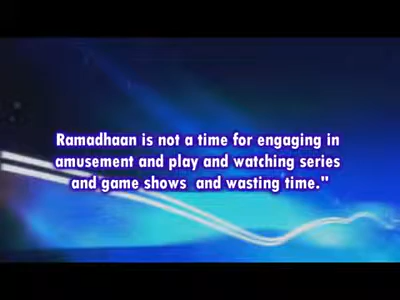 Ramadhaan is not a time for engaging in
amusement and play and watching series
and game shows and wasting time."